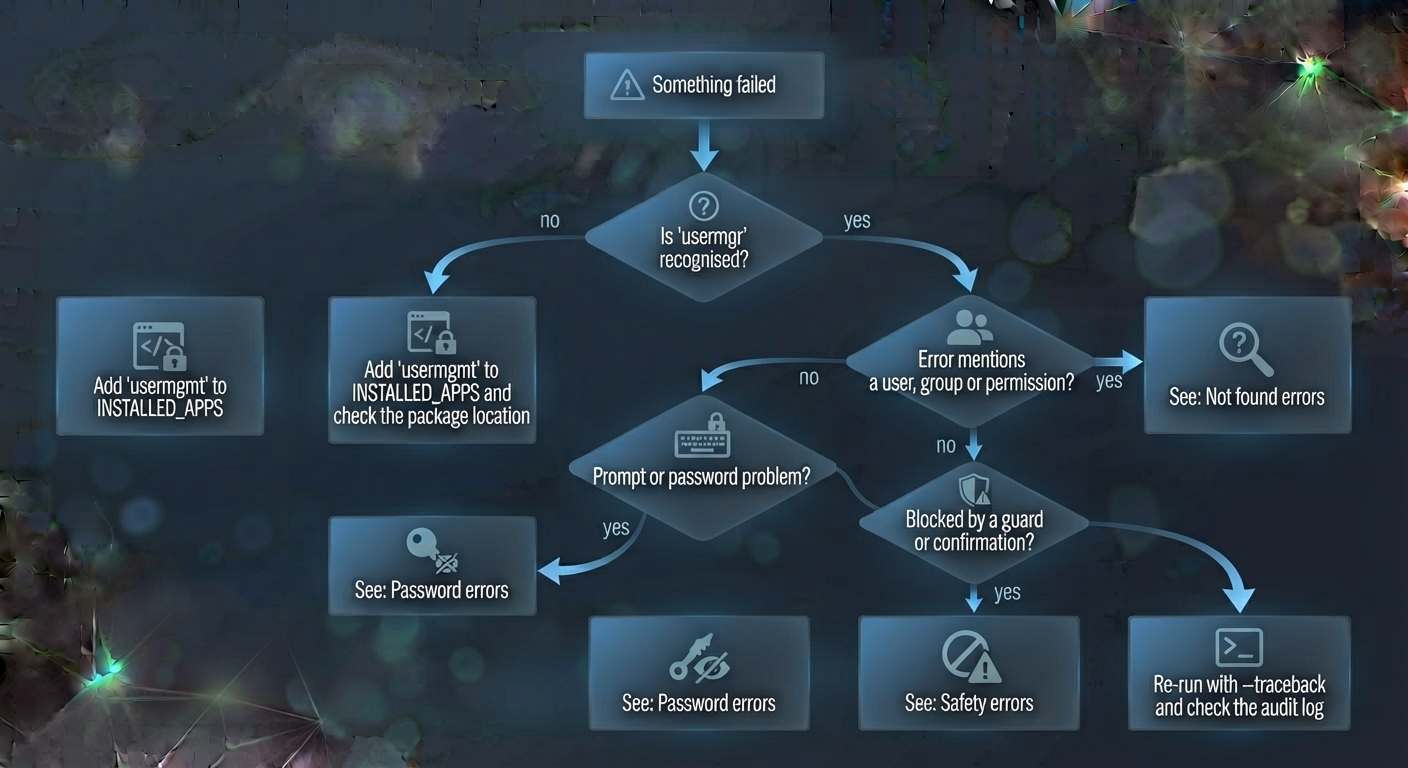 Something failed
no
yes
Is 'usermgr'
recognised?
Add 'usermgmt' to
INSTALLED_APPS
Add 'usermgmt' to
INSTALLED_APPS and
check the package location
Error mentions
a user, group or permission?
no
yes
See: Not found errors
no
Prompt or password problem?
Blocked by a guard
or confirmation?
yes
See: Password errors
yes
See: Password errors
See: Safety errors
Re-run with –traceback
and check the audit log